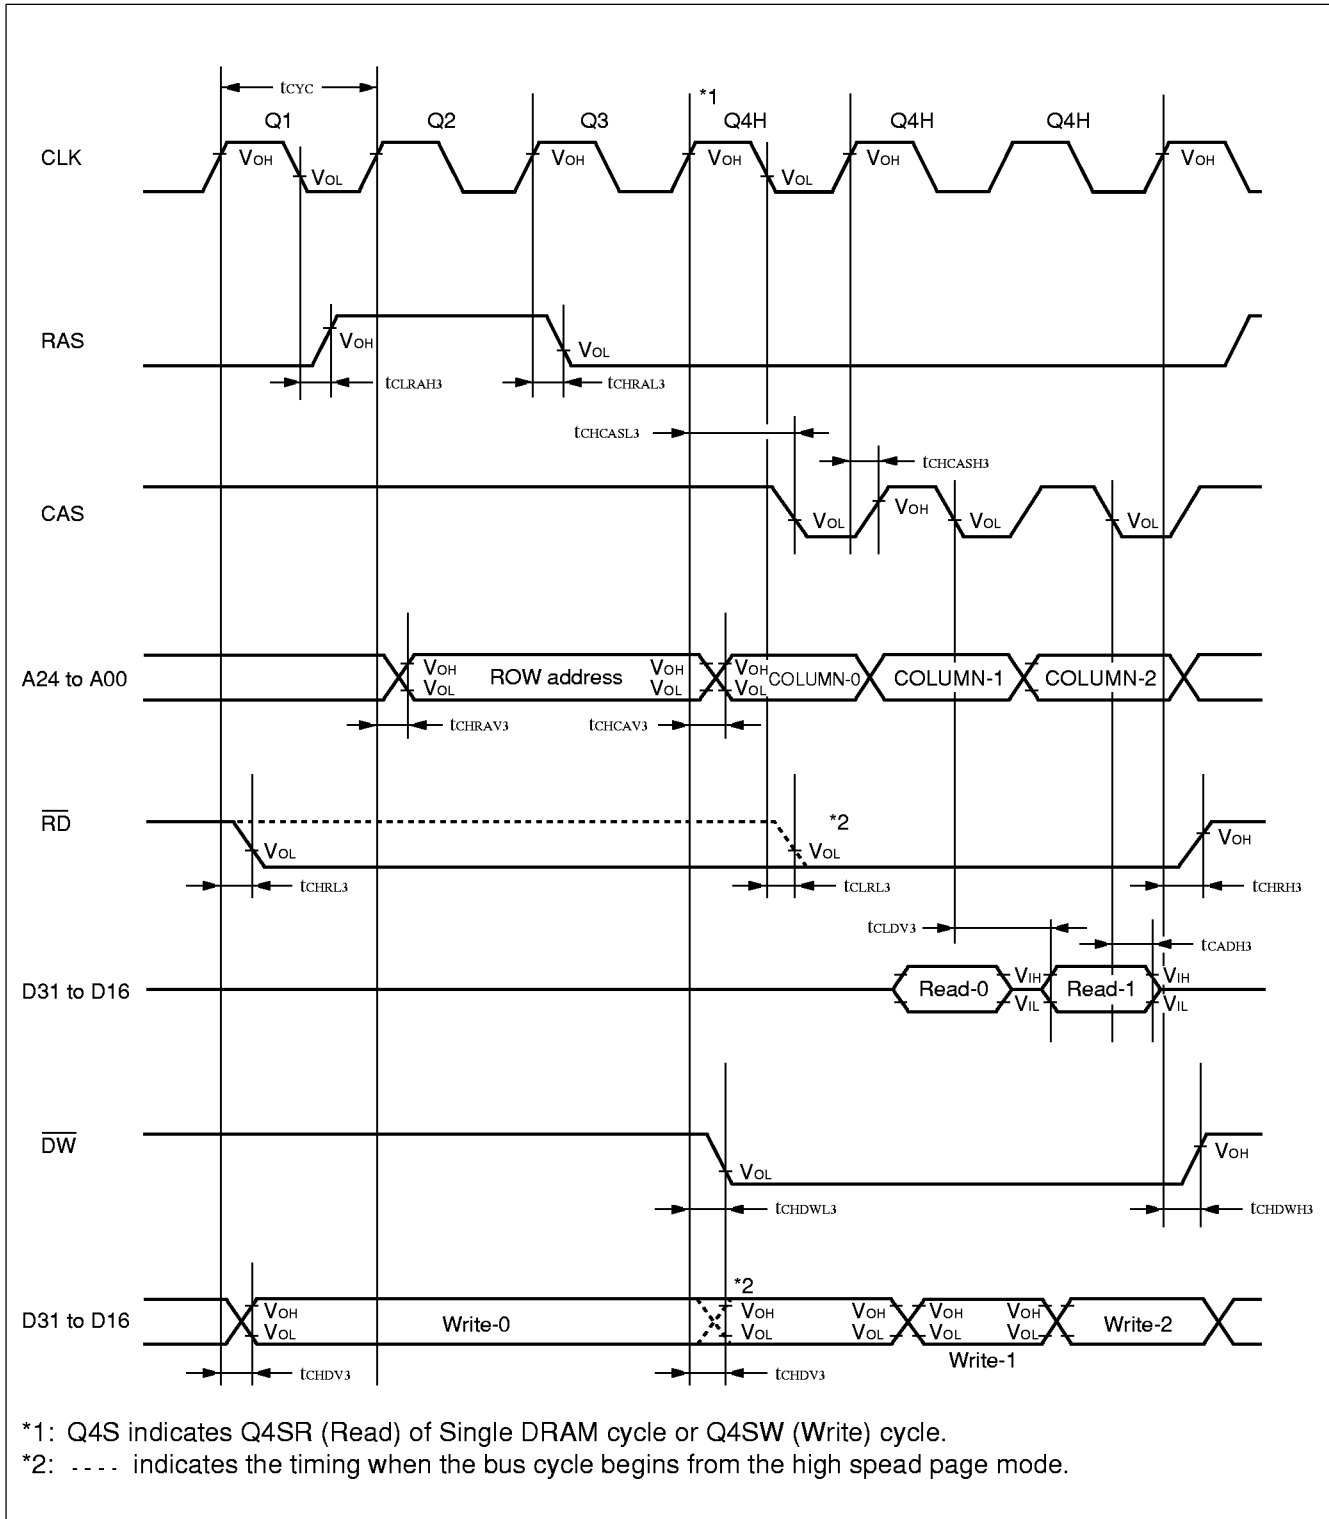 tCYC
*1
Q1 Q2 Q3 Q4H Q4H Q4H
CLK VOH VOL VOH VOH VOL VOH VOH
RAS VOH VOL
tCLRAH3 tCHRAL3
tCHCASL3
tCHCASH3
CAS VOL VOH VOL VOL
A24 to A00 VOH VOL ROW address VOH VOL VOH VOL COLUMN-0 COLUMN-1 COLUMN-2
tCHRAV3 tCHCAV3
RD VOL *2 VOL VOH
tCHRL3 tCLRL3 tCHRH3
tCLDV3 tCADH3
D31 to D16 Read-0 VIH VIL Read-1 VIH VIL
DW VOL VOH
tCHDWL3 tCHDWH3
*2
D31 to D16 VOH VOL Write-0 VOH VOL VOH VOL VOH VOL VOH VOL Write-2
Write-1
tCHDV3 tCHDV3
*1: Q4S indicates Q4SR (Read) of Single DRAM cycle or Q4SW (Write) cycle.
*2: ---- indicates the timing when the bus cycle begins from the high spead page mode.